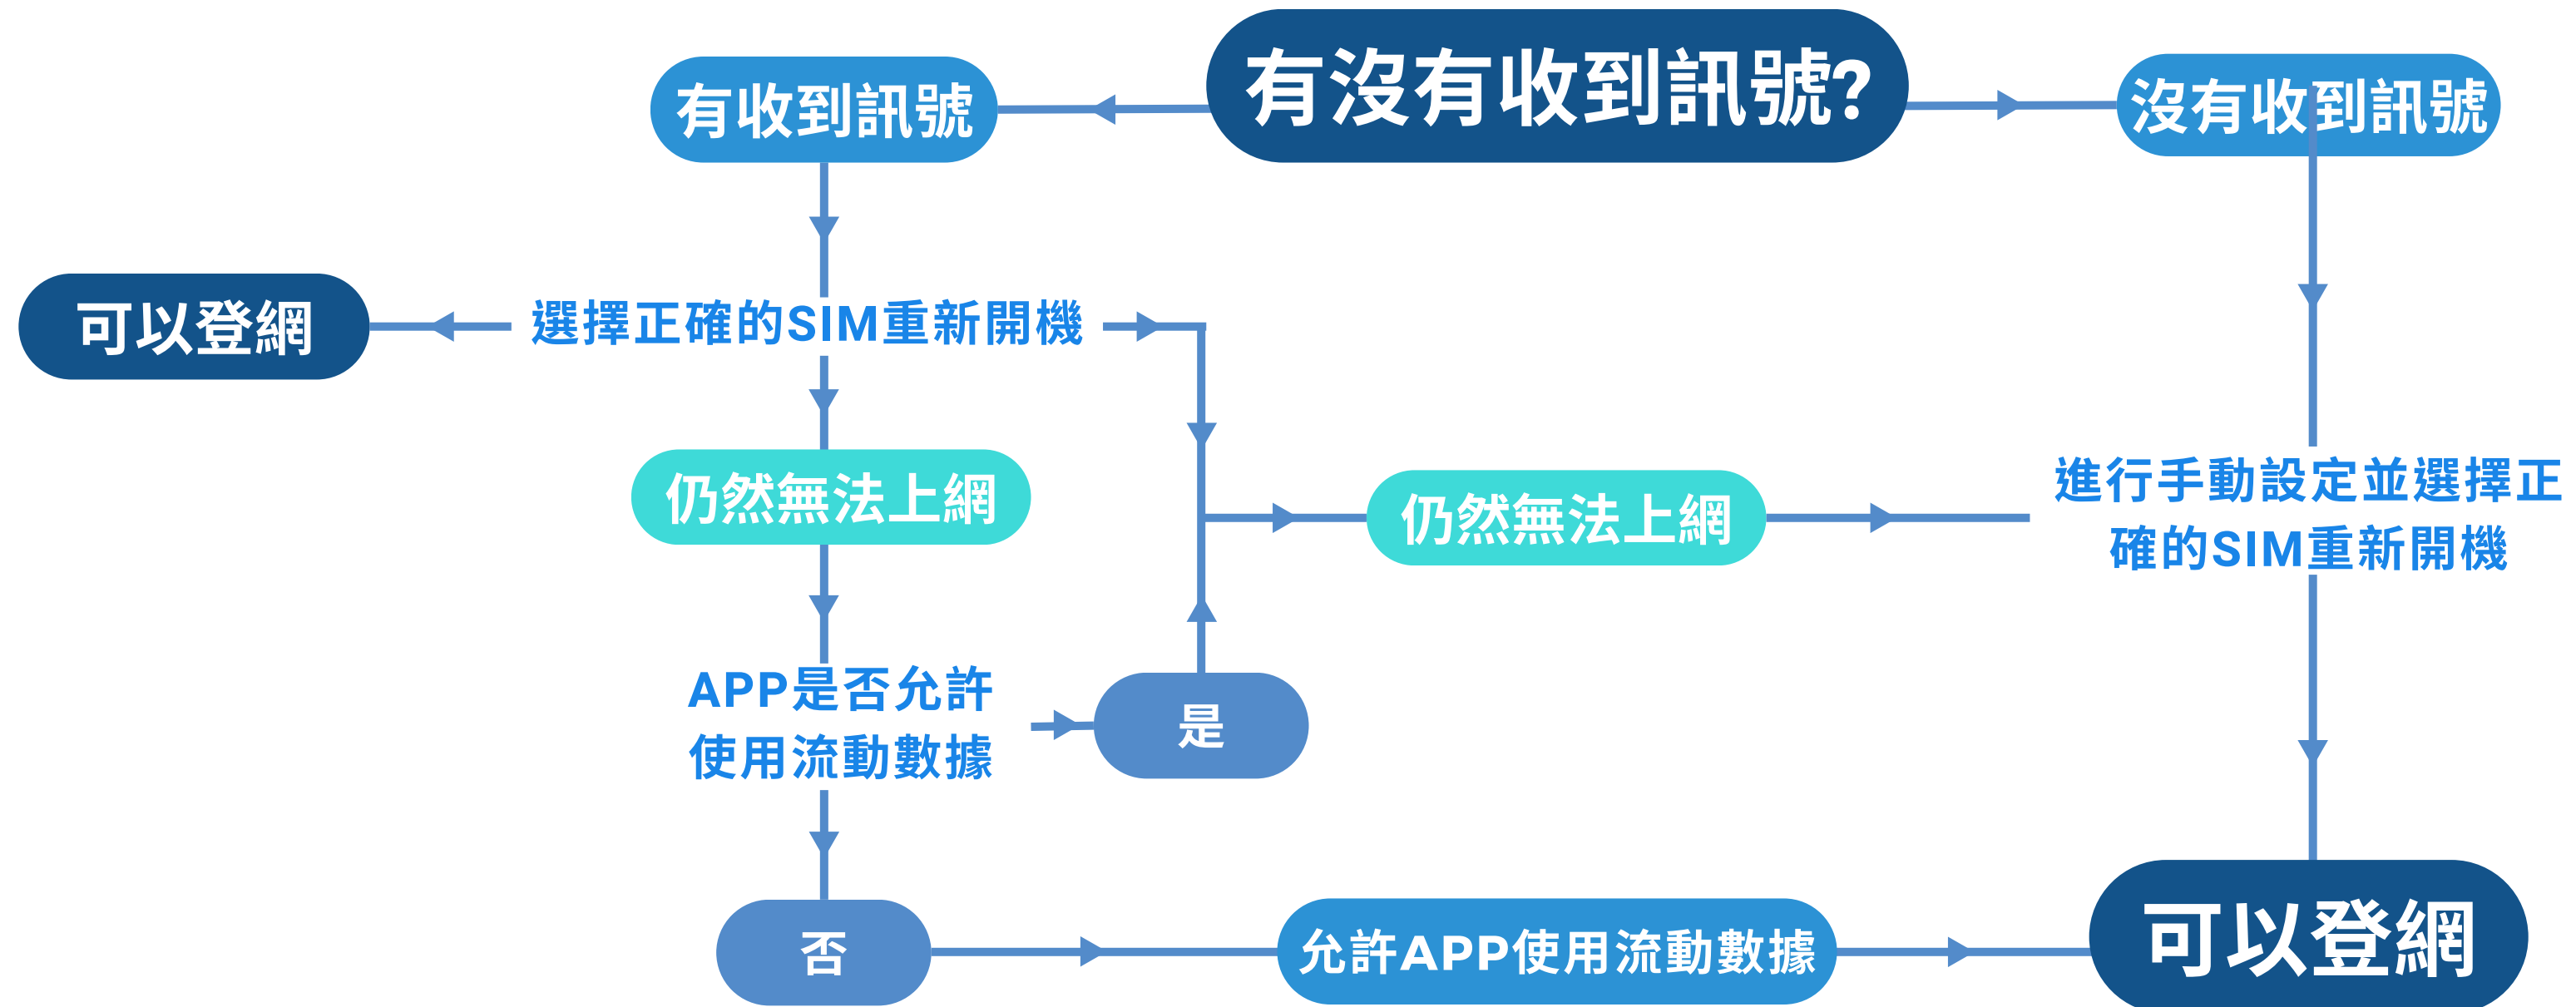 有沒有收到訊號?
有收到訊號
沒有收到訊號
可以登網
選擇正確的SIM重新開機
仍然無法上網
仍然無法上網
進行手動設定並選擇正
確的SIM重新開機
APP是否允許
使用流動數據
是
否
允許APP使用流動數據
可以登網